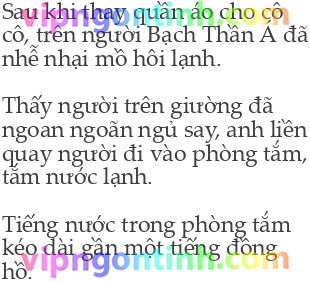 Sau khi thay quần áo cho cô
vipngontinh.com
cô, trên người Bạch Thần A đã
nhễ nhại mồ hôi lạnh.
Thấy người trên giường đã
ngoan ngoãn ngủ say, anh liền
quay người đi vào phòng tắm,
tắm nước lạnh.
Tiếng nước trong phòng tắm
kéo dài gần một tiếng đồng
vipngontinh.com
hồ.